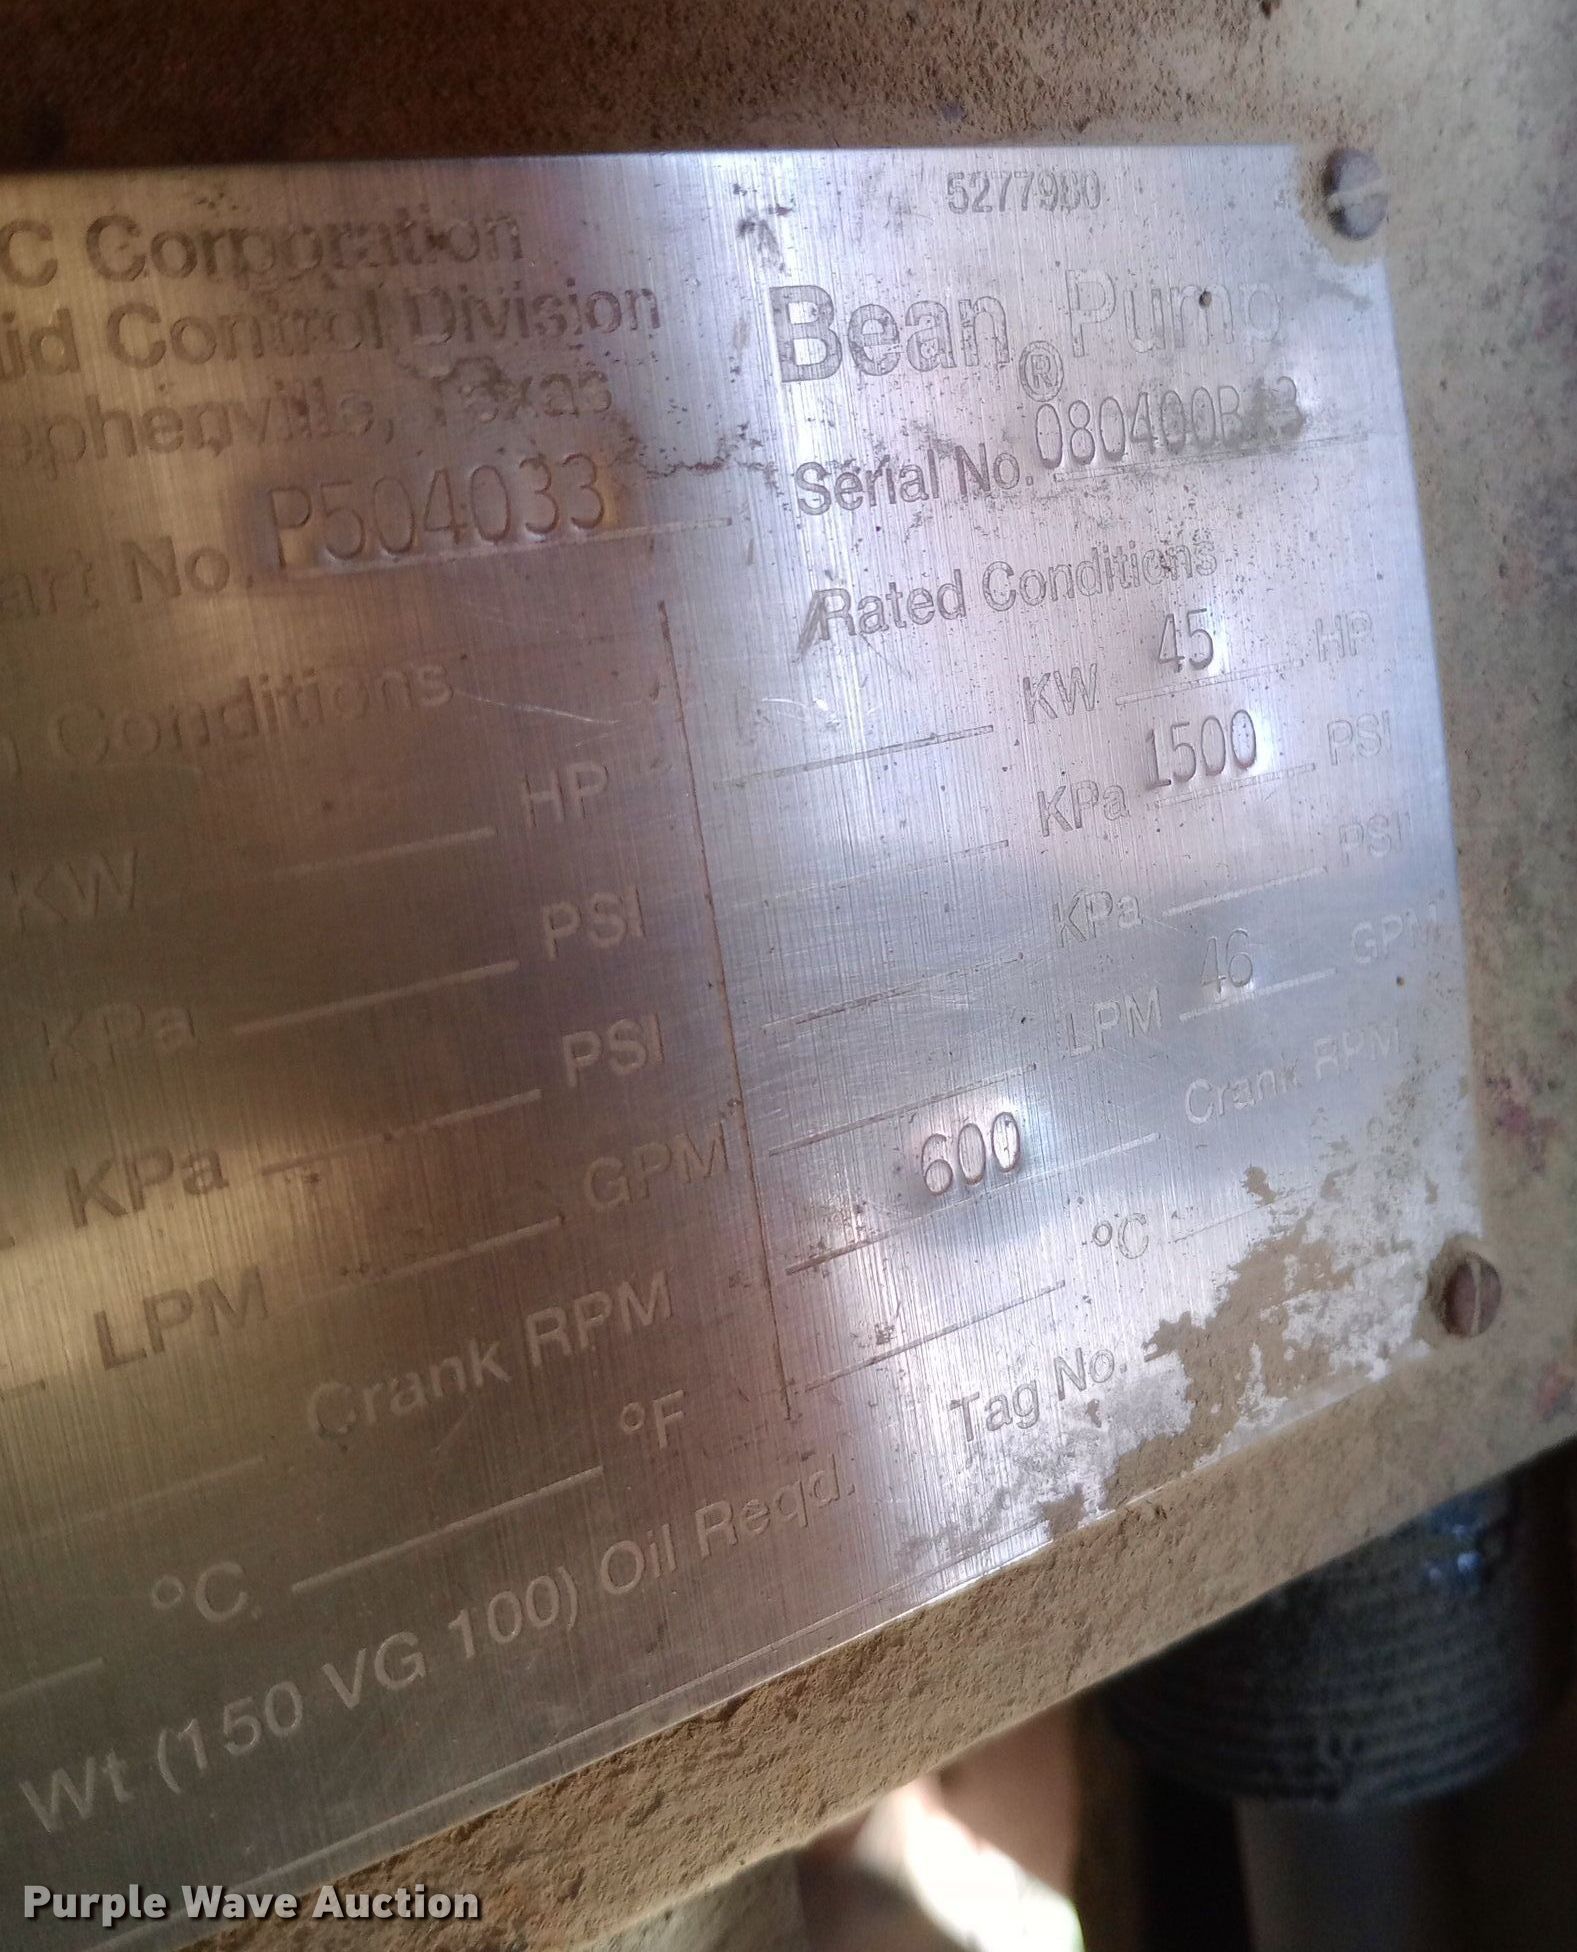 5277980
C Corporation
id Control Division
ephenville, Texas
Bean® Pump
Serial No.
art No. P504033
Rated Conditions
Conditions
KW 45 HP
KPa 1500 PSI
KPa PSI
LPM 46 GPM
600 Crank RPM
°C
Tag No.
KW HP
KPa PSI
KPa PSI
LPM GPM
Crank RPM
°C °F
Wt (150 VG 100) Oil Reqd.
Purple Wave Auction